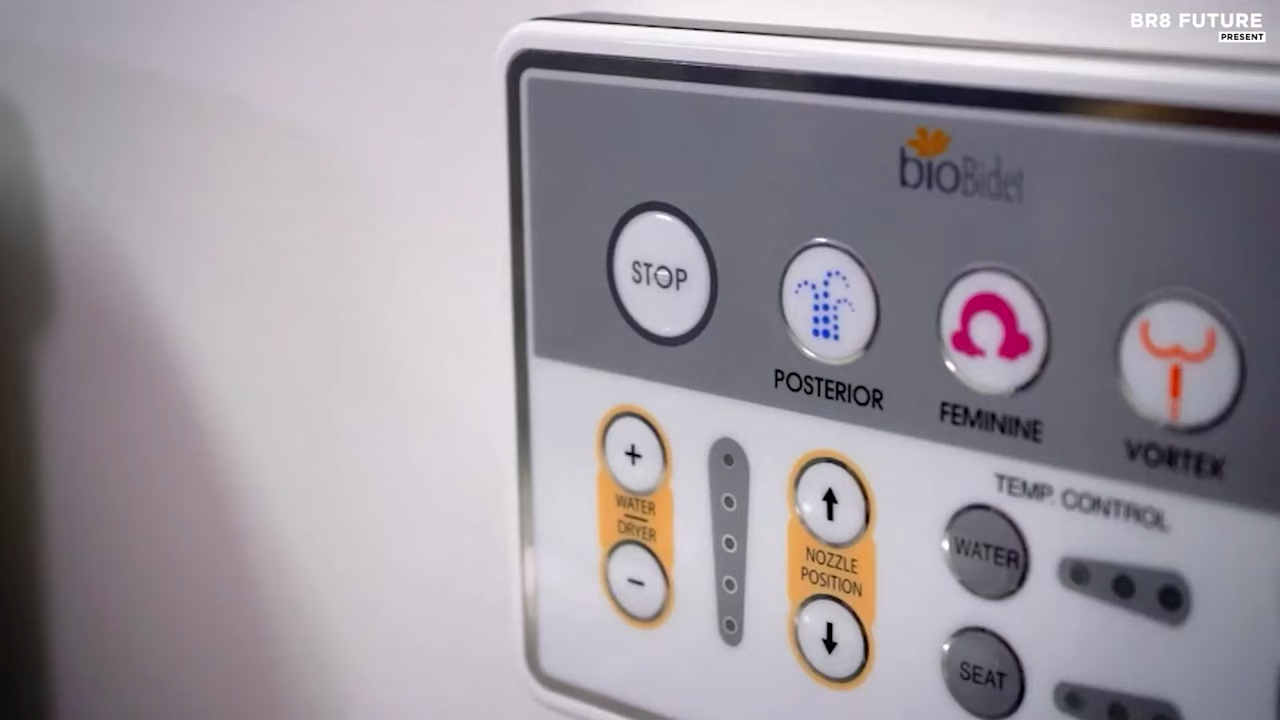 BR8 FUTURE
PRESENT
bioBidet
STOP
POSTERIOR
FEMININE
VORTEX
+
WATER
DRYER
-
NOZZLE
POSITION
TEMP. CONTROL
WATER
SEAT